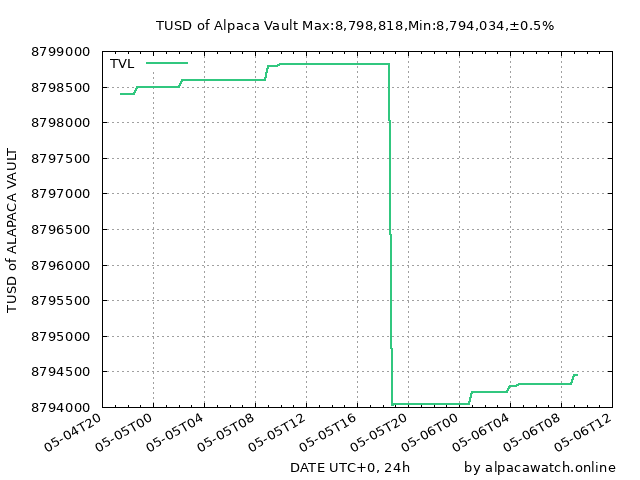 TUSD of Alpaca Vault Max:8,798,818,Min:8,794,034,±0.5%
TVL
8799000
8798500
8798000
8797500
8797000
8796500
8796000
8795500
8795000
8794500
8794000
TUSD of ALAPACA VAULT
05-04T20
05-05T00
05-05T04
05-05T08
05-05T12
05-05T16
05-05T20
05-06T00
05-06T04
05-06T08
05-06T12
DATE UTC+0, 24h
by alpacawatch.online